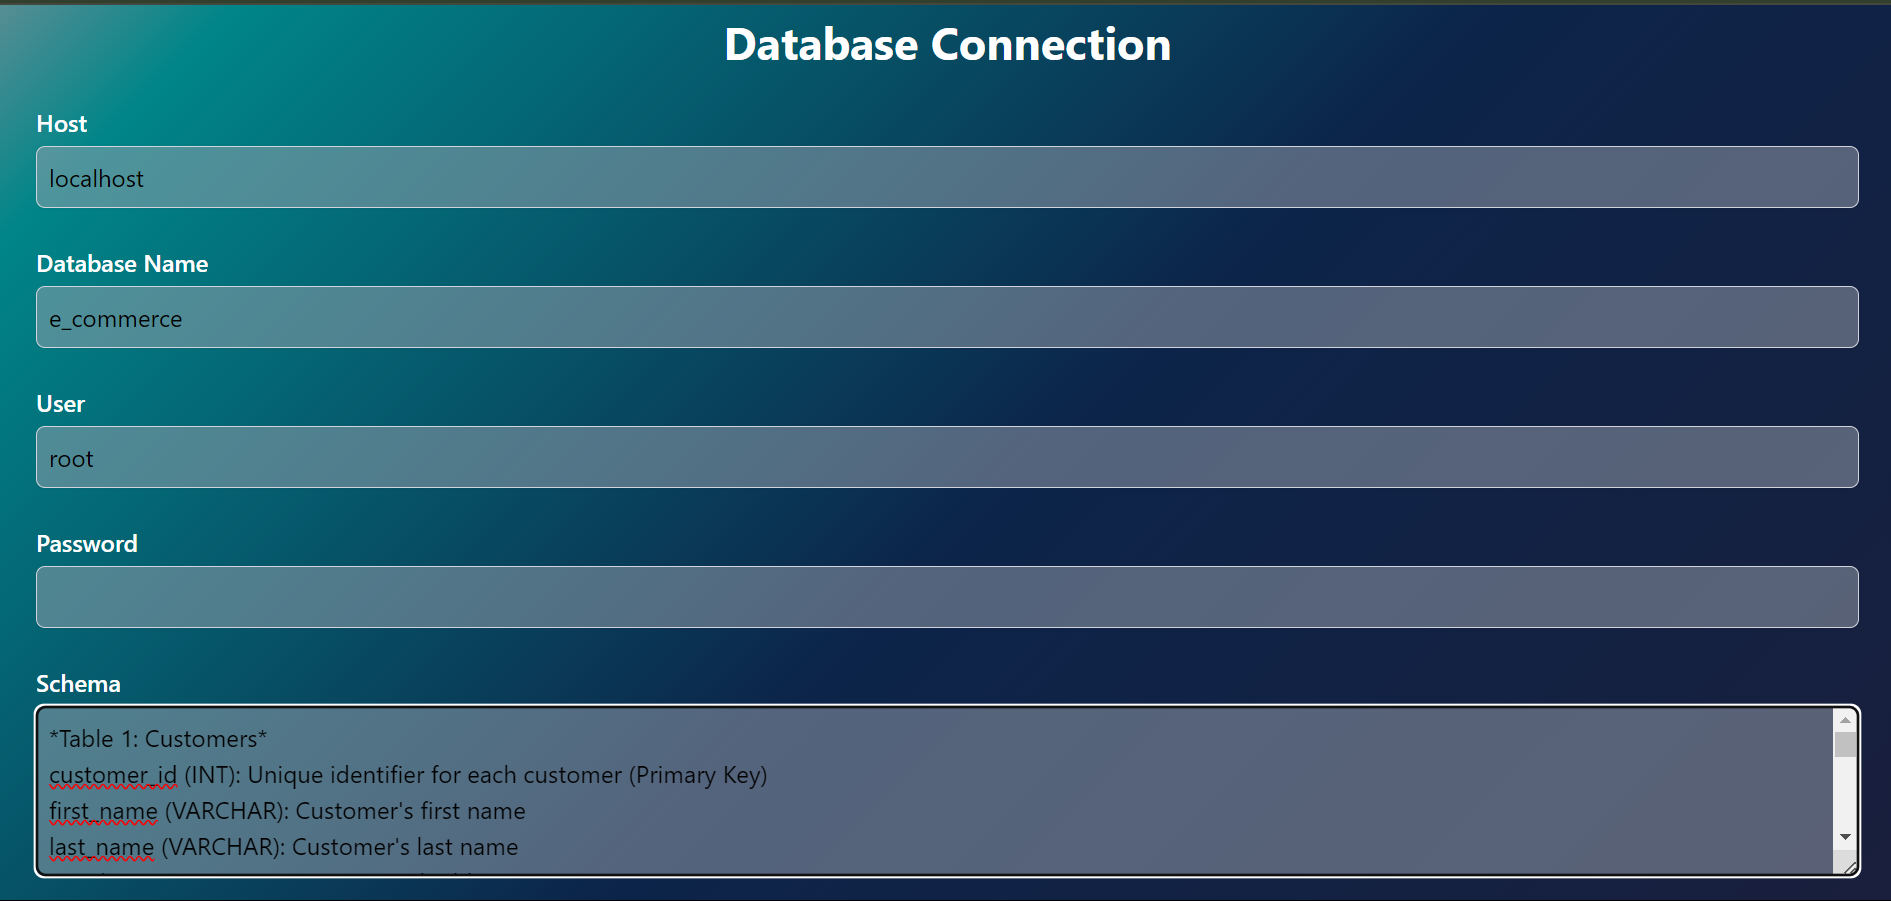 Database Connection
Host
localhost
Database Name
e_commerce
User
root
Password
Schema
*Table 1: Customers*
customer_id (INT): Unique identifier for each customer (Primary Key)
first_name (VARCHAR): Customer's first name
last_name (VARCHAR): Customer's last name